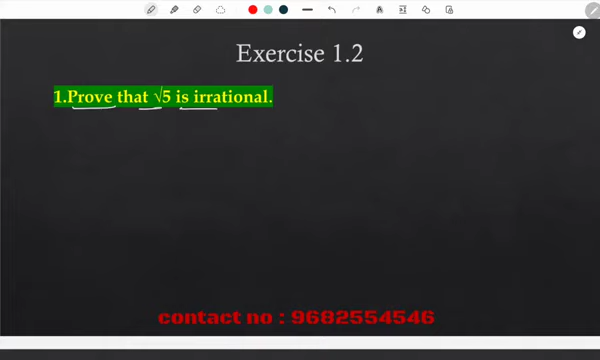 Exercise 1.2
1.Prove that √5 is irrational.
contact no : 9682554546